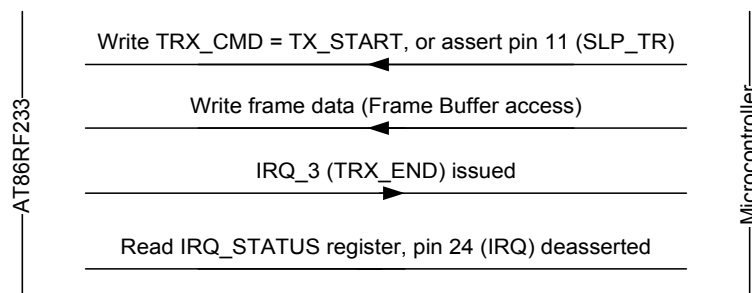 Write TRX_CMD = TX_START, or assert pin 11 (SLP_TR)
Write frame data (Frame Buffer access)
IRQ_3 (TRX_END) issued
Read IRQ_STATUS register, pin 24 (IRQ) deasserted
AT86RF233
Microcontroller